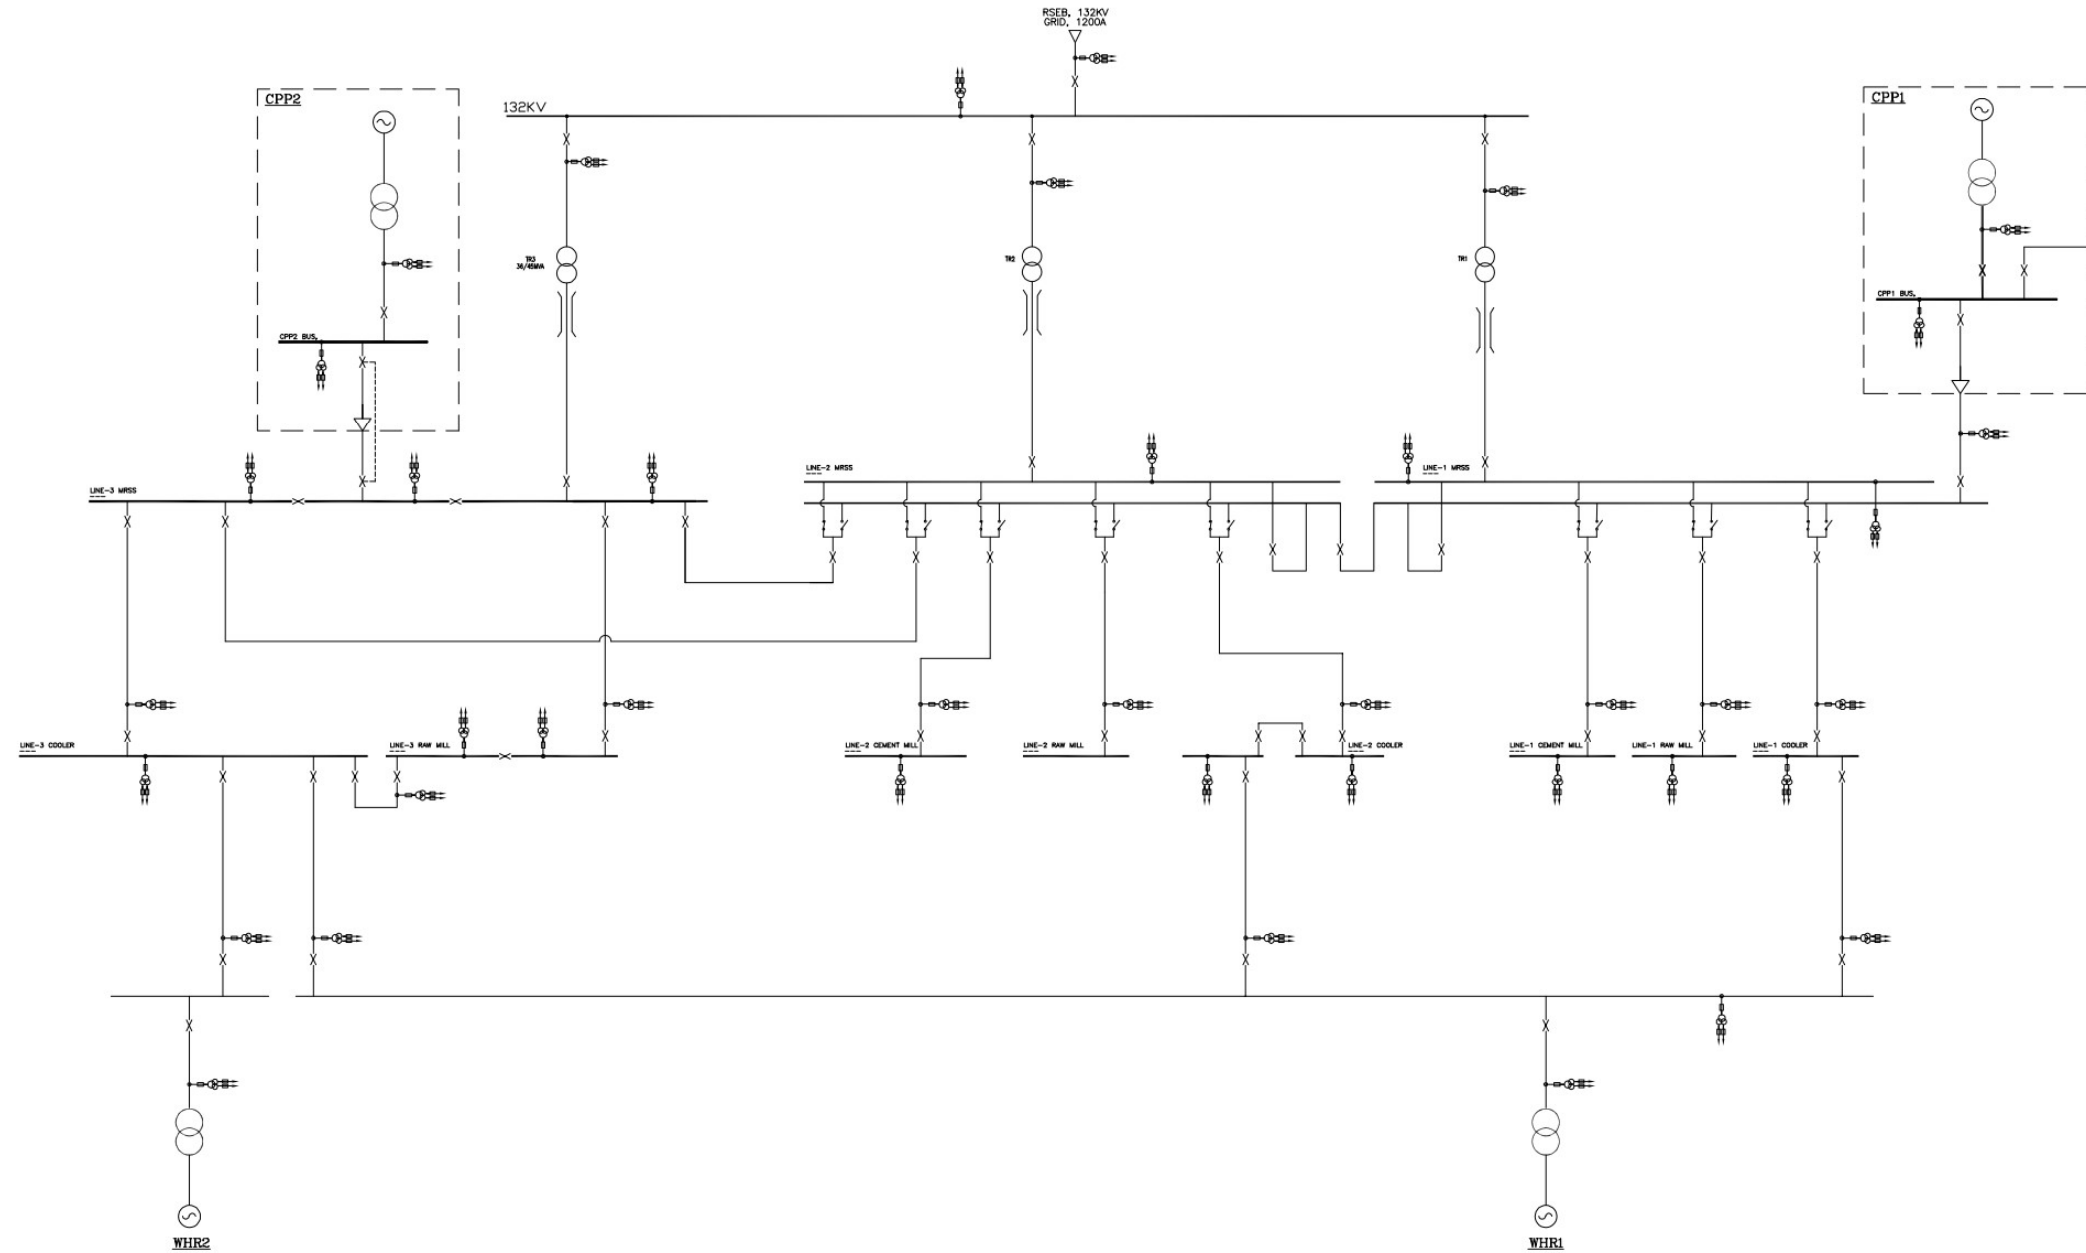 RSEB, 132KV
GRID, 1200A
CPP2
132KV
CPP1
TR3
36/45MVA
TR2
TR1
CPP1 BUS,
CPP2 BUS,
LINE-3 MRSS
LINE-2 MRSS
LINE-1 MRSS
LINE-3 COOLER
LINE-3 RAW MILL
LINE-2 CEMENT MILL
LINE-2 RAW MILL
LINE-2 COOLER
LINE-1 CEMENT MILL
LINE-1 RAW MILL
LINE-1 COOLER
WHR2
WHR1